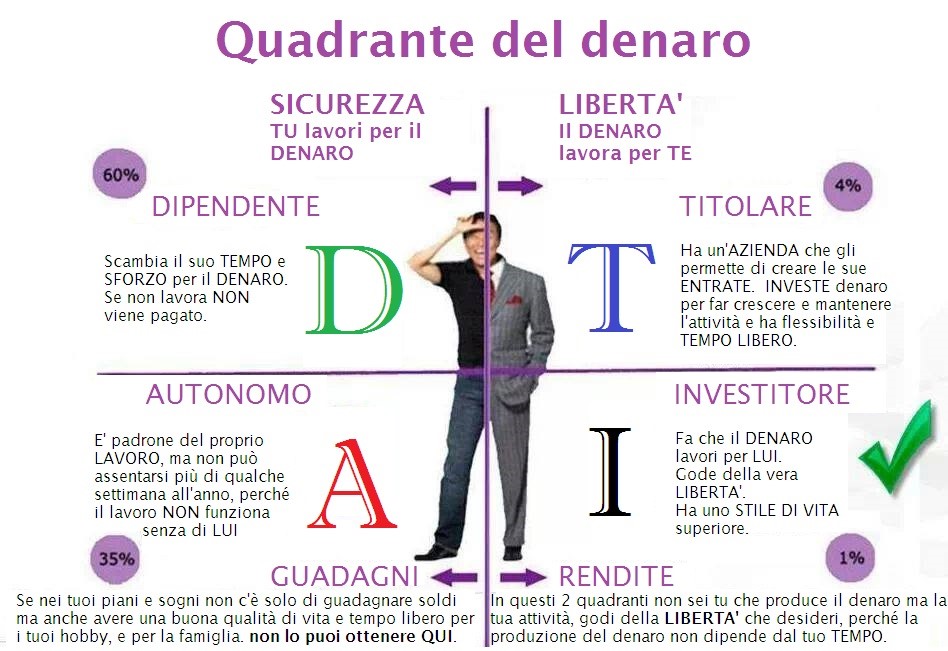 Quadrante del denaro
SICUREZZA
TU lavori per il
DENARO
LIBERTA'
Il DENARO
lavora per TE
60%
DIPENDENTE
Scambia il suo TEMPO e
SFORZO per il DENARO.
Se non lavora NON
viene pagato.
D
4%
TITOLARE
T
Ha un'AZIENDA che gli
permette di creare le sue
ENTRATE.  INVESTE denaro
per far crescere e mantenere
l'attività e ha flessibilità e
TEMPO LIBERO.
AUTONOMO
E' padrone del proprio
LAVORO, ma non può
assentarsi più di qualche
settimana all'anno, perché
il lavoro NON funziona
senza di LUI
A
35%
INVESTITORE
I
Fa che il DENARO
lavori per LUI.
Gode della vera
LIBERTA'.
Ha uno STILE DI VITA
superiore.
1%
GUADAGNI
Se nei tuoi piani e sogni non c'è solo di guadagnare soldi
ma anche avere una buona qualità di vita e tempo libero per
i tuoi hobby, e per la famiglia. non lo puoi ottenere QUI.
RENDITE
In questi 2 quadranti non sei tu che produce il denaro ma la
tua attività, godi della LIBERTA' che desideri, perché la
produzione del denaro non dipende dal tuo TEMPO.